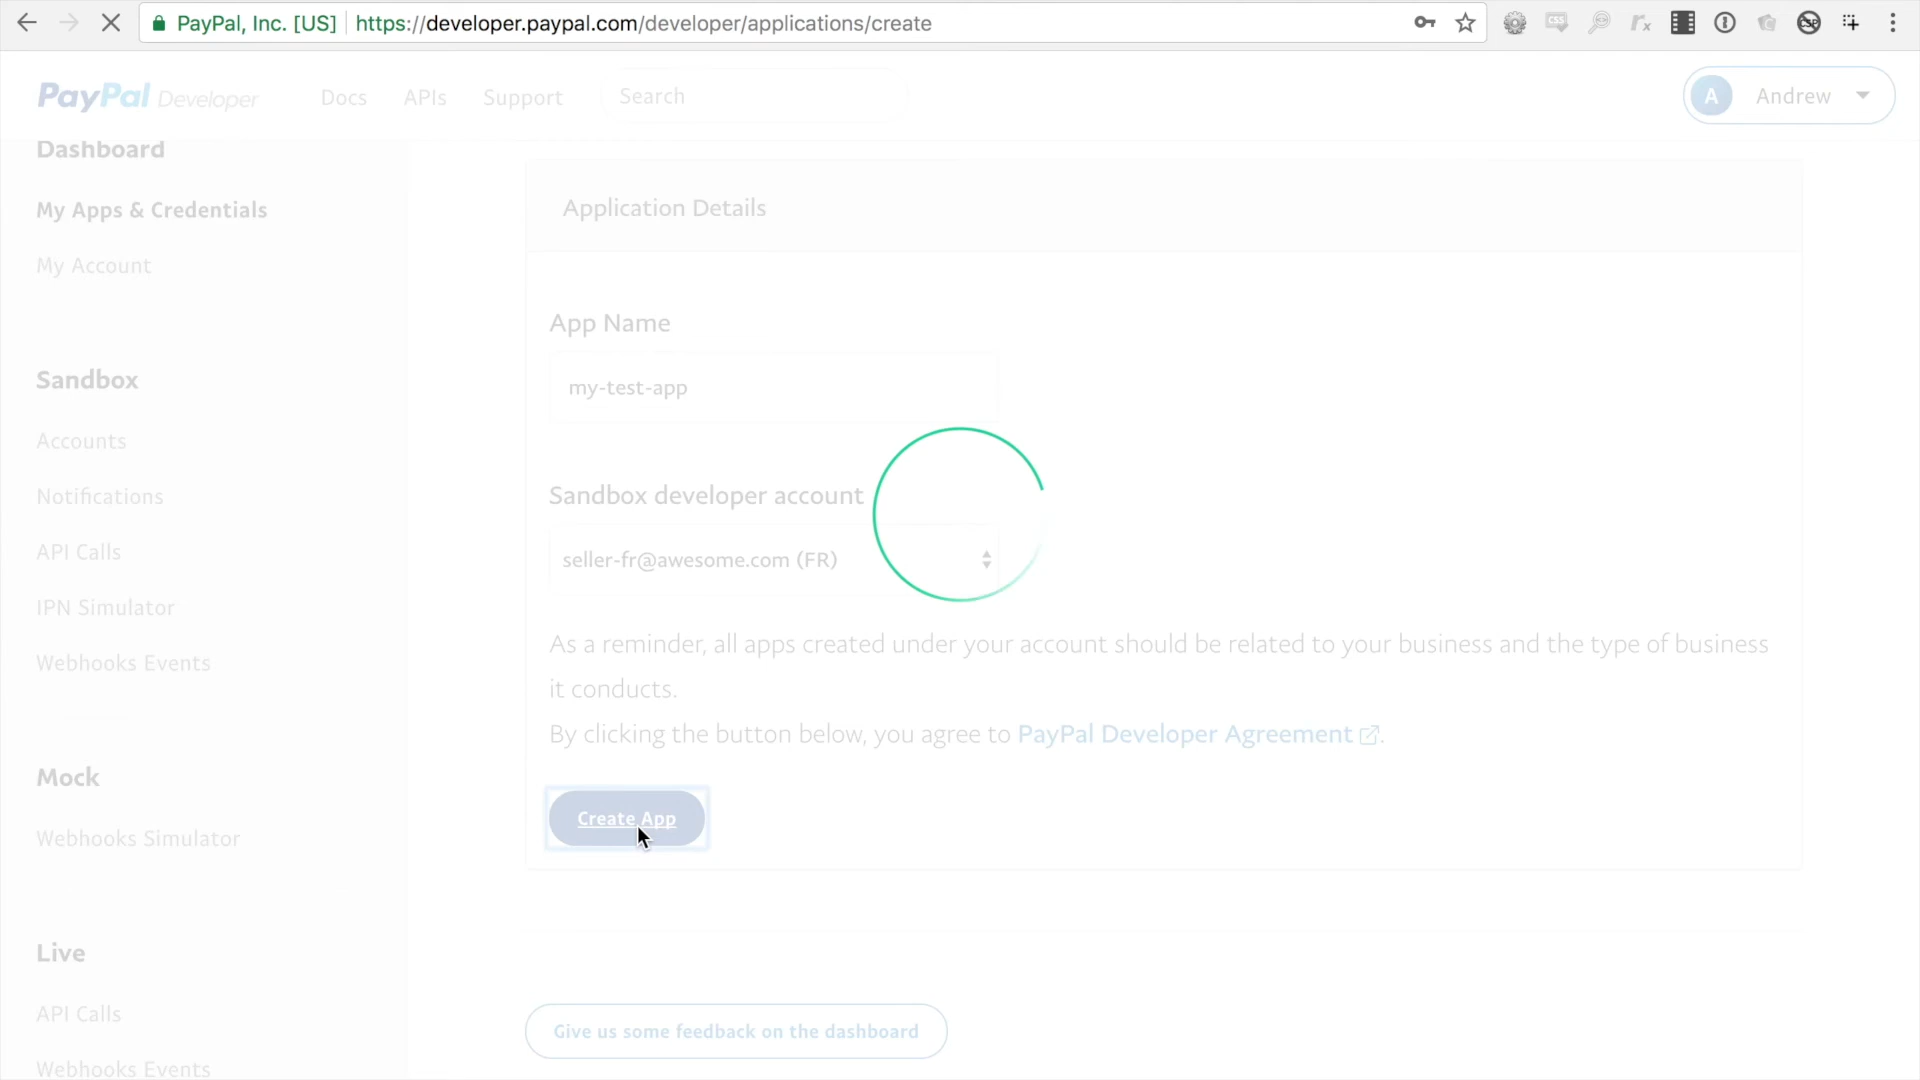 PayPal, Inc. [US] https://developer.paypal.com/developer/applications/create
PayPal Developer Docs APIs Support Search A Andrew
Dashboard
My Apps & Credentials
My Account
Sandbox
Accounts
Notifications
API Calls
IPN Simulator
Webhooks Events
Mock
Webhooks Simulator
Live
API Calls
Webhooks Events
Application Details
App Name
my-test-app
Sandbox developer account
seller-fr@awesome.com (FR)
As a reminder, all apps created under your account should be related to your business and the type of business
it conducts.
By clicking the button below, you agree to PayPal Developer Agreement.
Create App
Give us some feedback on the dashboard